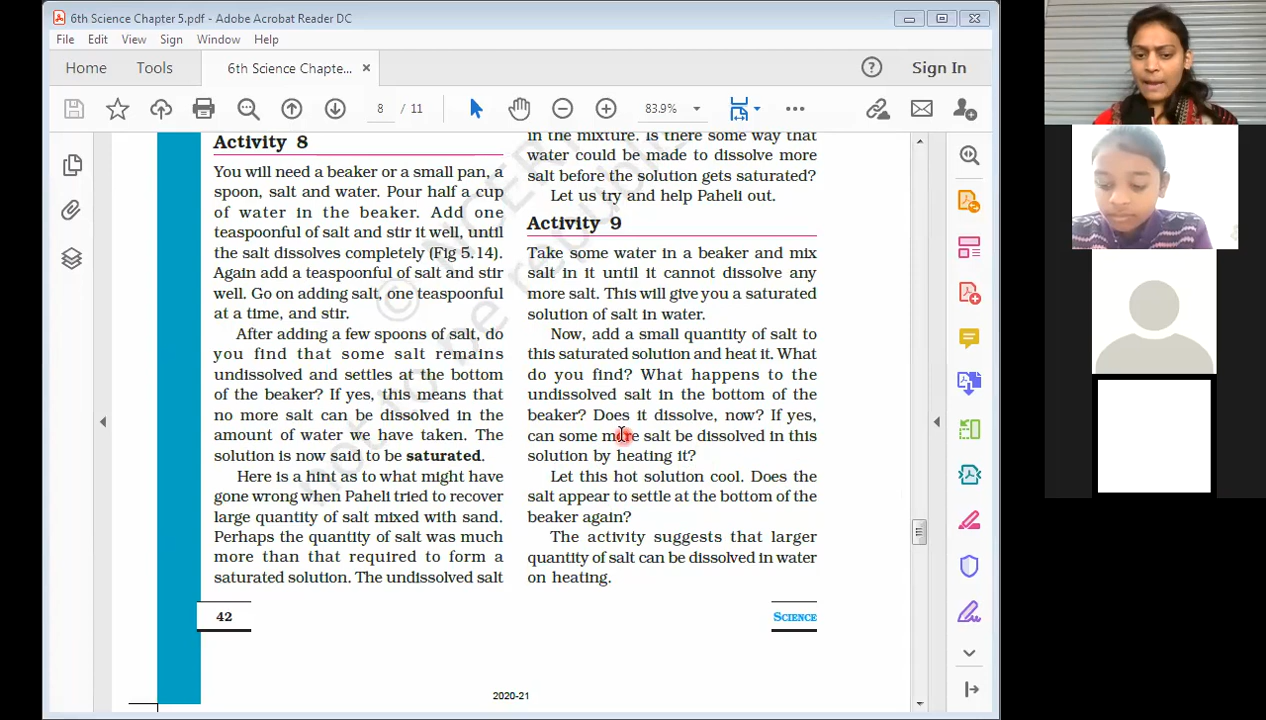 6th Science Chapter 5.pdf - Adobe Acrobat Reader DC
File Edit View Sign Window Help
Home Tools 6th Science Chapte... × Sign In
8 / 11 83.9%
Activity 8
You will need a beaker or a small pan, a
spoon, salt and water. Pour half a cup
of water in the beaker. Add one
teaspoonful of salt and stir it well, until
the salt dissolves completely (Fig 5.14).
Again add a teaspoonful of salt and stir
well. Go on adding salt, one teaspoonful
at a time, and stir.
After adding a few spoons of salt, do
you find that some salt remains
undissolved and settles at the bottom
of the beaker? If yes, this means that
no more salt can be dissolved in the
amount of water we have taken. The
solution is now said to be saturated.
Here is a hint as to what might have
gone wrong when Paheli tried to recover
large quantity of salt mixed with sand.
Perhaps the quantity of salt was much
more than that required to form a
saturated solution. The undissolved salt
in the mixture. Is there some way that
water could be made to dissolve more
salt before the solution gets saturated?
Let us try and help Paheli out.
Activity 9
Take some water in a beaker and mix
salt in it until it cannot dissolve any
more salt. This will give you a saturated
solution of salt in water.
Now, add a small quantity of salt to
this saturated solution and heat it. What
do you find? What happens to the
undissolved salt in the bottom of the
beaker? Does it dissolve, now? If yes,
can some more salt be dissolved in this
solution by heating it?
Let this hot solution cool. Does the
salt appear to settle at the bottom of the
beaker again?
The activity suggests that larger
quantity of salt can be dissolved in water
on heating.
© NCERT
not to be republished
42
SCIENCE
2020-21